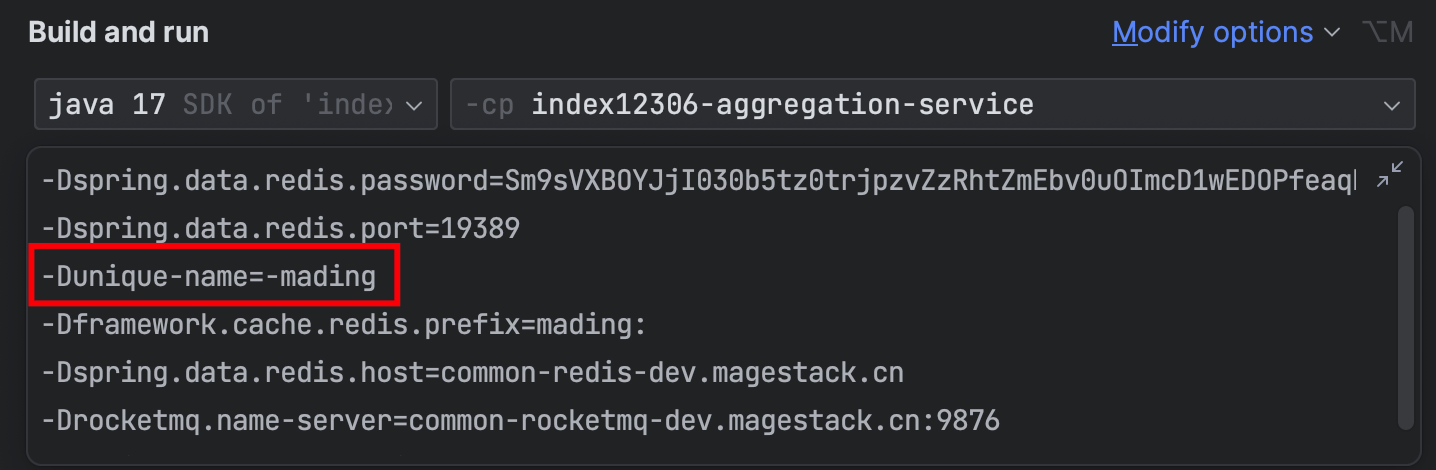 Build and run
Modify options ⌥M
java 17 SDK of 'index
-cp index12306-aggregation-service
-Dspring.data.redis.password=Sm9sVXBOYJjI030b5tz0trjpzvZzRhtZmEbv0uOImcD1wEDOPfeaq
-Dspring.data.redis.port=19389
-Dunique-name=-mading
-Dframework.cache.redis.prefix=mading:
-Dspring.data.redis.host=common-redis-dev.magestack.cn
-Drocketmq.name-server=common-rocketmq-dev.magestack.cn:9876